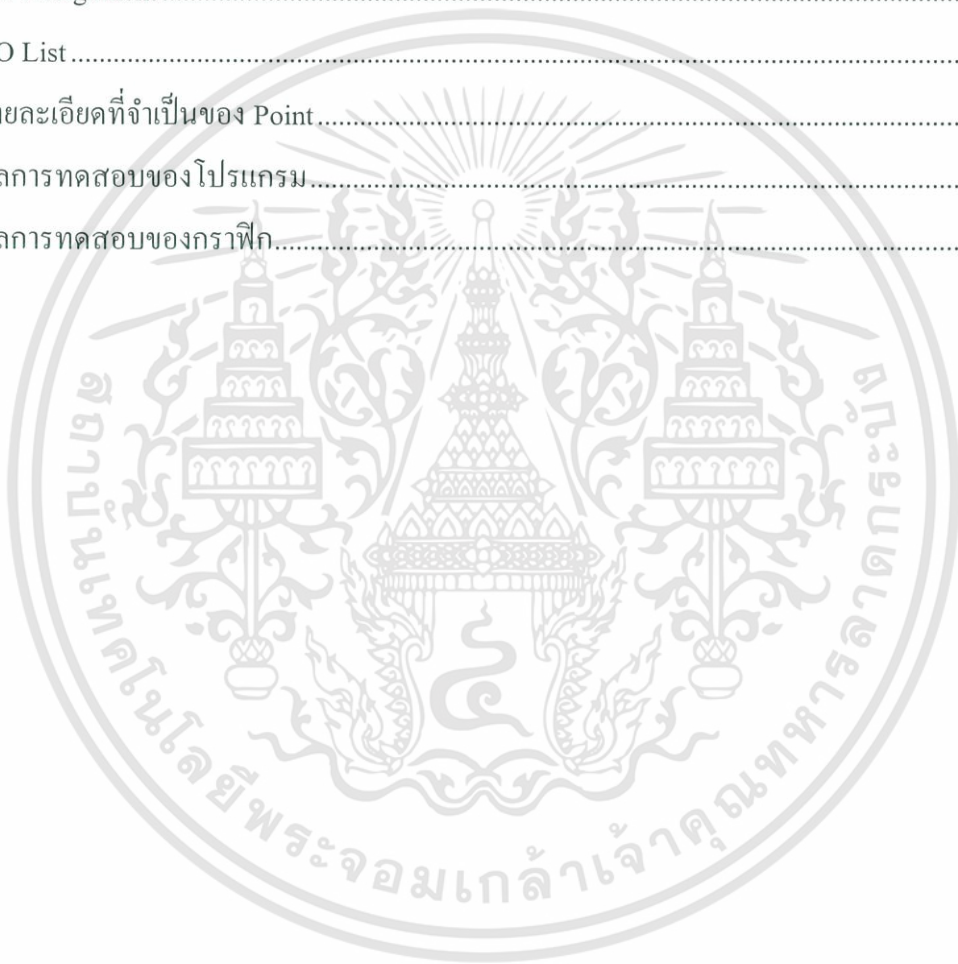 O List
ยละเอียดที่จำเป็นของ Point
ลการทดสอบของโปรแกรม
ลการทดสอบของกราฟิก
สถาบันเทคโนโลยีพระจอมเกล้าเจ้าคุณทหารลาดกระบัง